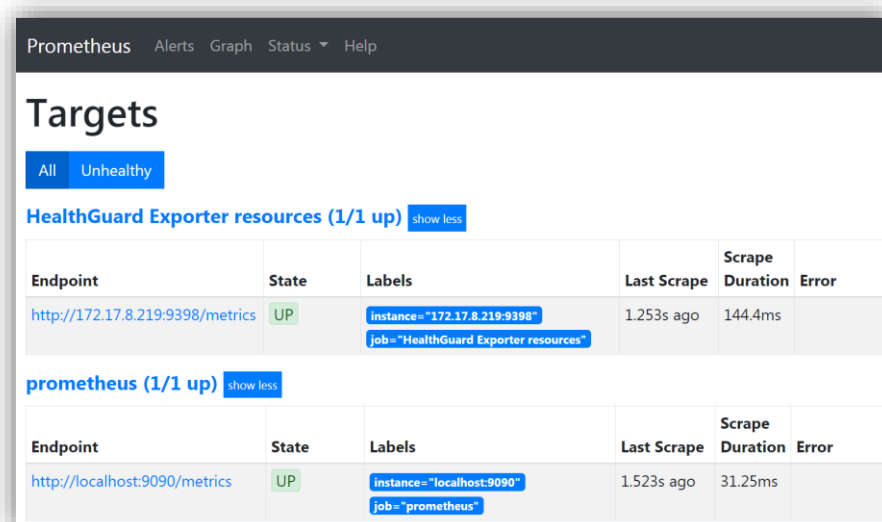 Prometheus Alerts Graph Status Help
Targets
All Unhealthy
HealthGuard Exporter resources (1/1 up) show less
Scrape
Endpoint State Labels Last Scrape Duration Error
http://172.17.8.219:9398/metrics UP instance="172.17.8.219:9398" 1.253s ago 144.4ms
job="HealthGuard Exporter resources"
prometheus (1/1 up) show less
Scrape
Endpoint State Labels Last Scrape Duration Error
http://localhost:9090/metrics UP instance="localhost:9090" 1.523s ago 31.25ms
job="prometheus"